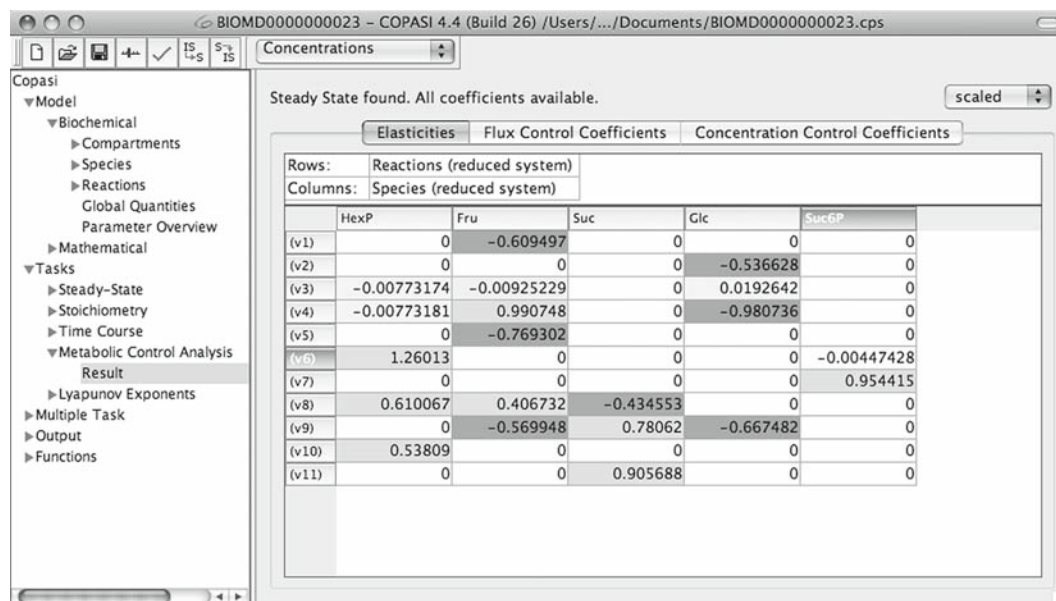 BIOMD0000000023 – COPASI 4.4 (Build 26) /Users/.../Documents/BIOMD0000000023.cps
IS S Concentrations
S IS
Copasi
Model
Biochemical
Compartments
Species
Reactions
Global Quantities
Parameter Overview
Mathematical
Tasks
Steady-State
Stoichiometry
Time Course
Metabolic Control Analysis
Result
Lyapunov Exponents
Multiple Task
Output
Functions
Steady State found. All coefficients available. scaled
Elasticities Flux Control Coefficients Concentration Control Coefficients
Rows: Reactions (reduced system)
Columns: Species (reduced system)
HexP Fru Suc Glc Suc6P
(v1) 0 -0.609497 0 0 0
(v2) 0 0 0 -0.536628 0
(v3) -0.00773174 -0.00925229 0 0.0192642 0
(v4) -0.00773181 0.990748 0 -0.980736 0
(v5) 0 -0.769302 0 0 0
(v6) 1.26013 0 0 0 -0.00447428
(v7) 0 0 0 0 0.954415
(v8) 0.610067 0.406732 -0.434553 0 0
(v9) 0 -0.569948 0.78062 -0.667482 0
(v10) 0.53809 0 0 0 0
(v11) 0 0 0.905688 0 0